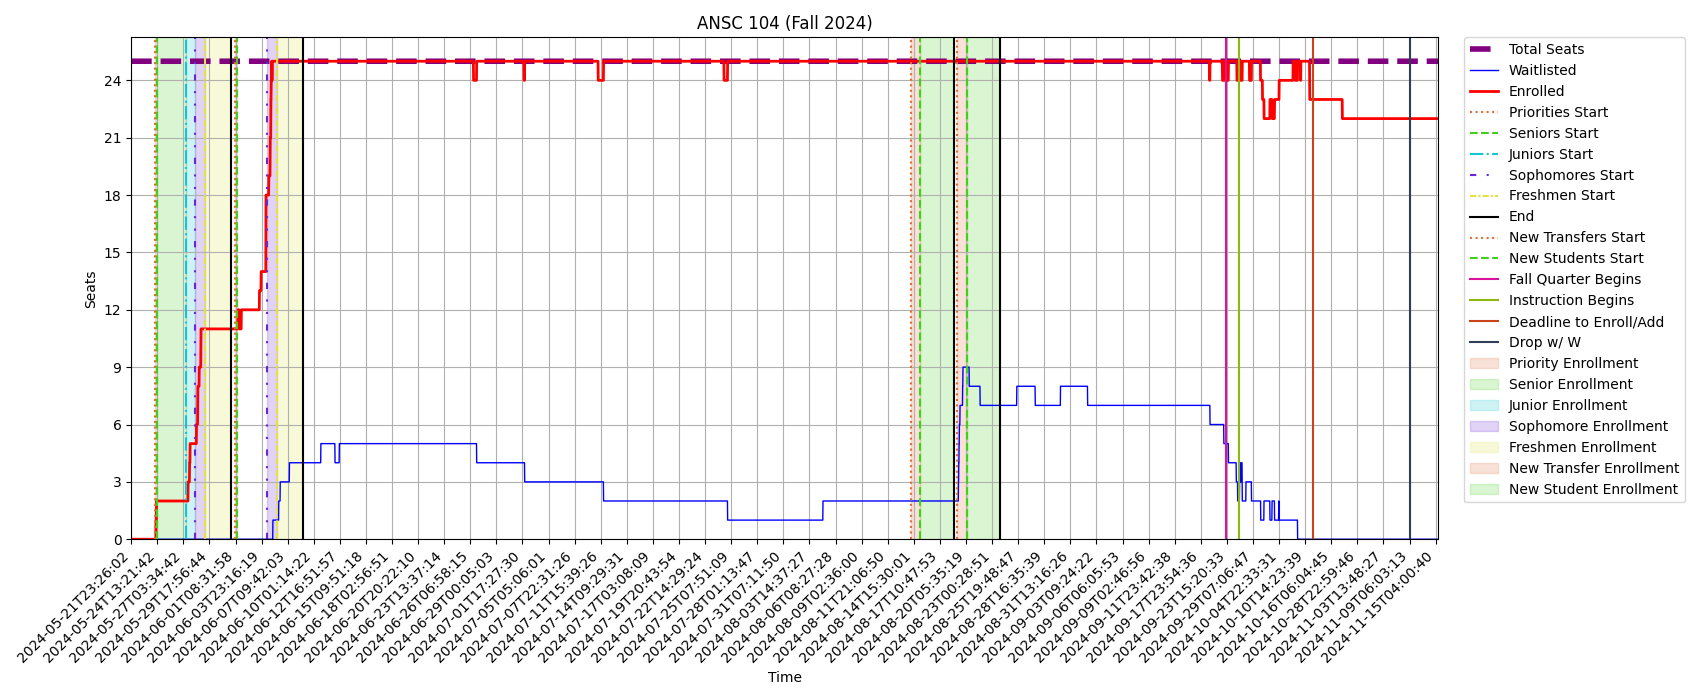 ANSC 104 (Fall 2024)
Seats
24
21
18
15
12
9
6
3
0
2024-05-21T23:26:02
2024-05-24T13:21:42
2024-05-27T03:34:42
2024-05-29T17:56:44
2024-06-01T08:31:58
2024-06-03T23:16:19
2024-06-07T09:42:03
2024-06-10T01:14:22
2024-06-12T16:51:57
2024-06-15T09:51:18
2024-06-18T02:56:51
2024-06-20T20:22:10
2024-06-23T13:37:14
2024-06-26T06:58:15
2024-06-29T00:05:03
2024-07-01T17:27:30
2024-07-05T05:06:01
2024-07-07T22:31:26
2024-07-11T15:39:26
2024-07-14T09:29:31
2024-07-17T03:08:09
2024-07-19T20:43:54
2024-07-22T14:29:24
2024-07-25T07:51:09
2024-07-28T01:13:47
2024-07-31T07:11:50
2024-08-03T14:37:27
2024-08-06T08:27:28
2024-08-09T02:36:00
2024-08-11T21:06:50
2024-08-14T15:30:01
2024-08-17T10:47:53
2024-08-20T05:35:19
2024-08-23T00:28:51
2024-08-25T19:48:47
2024-08-28T16:35:39
2024-08-31T13:16:26
2024-09-03T09:24:22
2024-09-06T06:05:53
2024-09-09T02:46:56
2024-09-11T23:42:38
2024-09-17T23:54:36
2024-09-23T15:20:33
2024-09-29T07:06:47
2024-10-04T22:33:31
2024-10-10T14:23:39
2024-10-16T06:04:45
2024-10-28T22:59:46
2024-11-03T13:48:27
2024-11-09T06:03:13
2024-11-15T04:00:40
Time
Total Seats
Waitlisted
Enrolled
Priorities Start
Seniors Start
Juniors Start
Sophomores Start
Freshmen Start
End
New Transfers Start
New Students Start
Fall Quarter Begins
Instruction Begins
Deadline to Enroll/Add
Drop w/ W
Priority Enrollment
Senior Enrollment
Junior Enrollment
Sophomore Enrollment
Freshmen Enrollment
New Transfer Enrollment
New Student Enrollment